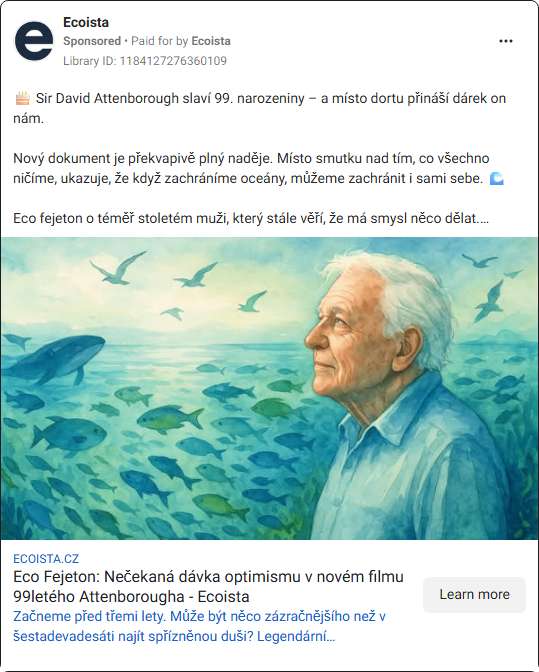 Ecoista
Sponsored • Paid for by Ecoista
Library ID: 1184127276360109
🎂 Sir David Attenborough slaví 99. narozeniny – a místo dortu přináší dárek on
nám.
Nový dokument je překvapivě plný naděje. Místo smutku nad tím, co všechno
ničíme, ukazuje, že když zachráníme oceány, můžeme zachránit i sami sebe. 🌊
Eco fejeton o téměř stoletém muži, který stále věří, že má smysl něco dělat....
ECOISTA.CZ
Eco Fejeton: Nečekaná dávka optimismu v novém filmu
99letého Attenborougha - Ecoista
Learn more
Začneme před třemi lety. Může být něco zázračnějšího než v
šestadevadesáti najít spřízněnou duši? Legendární...